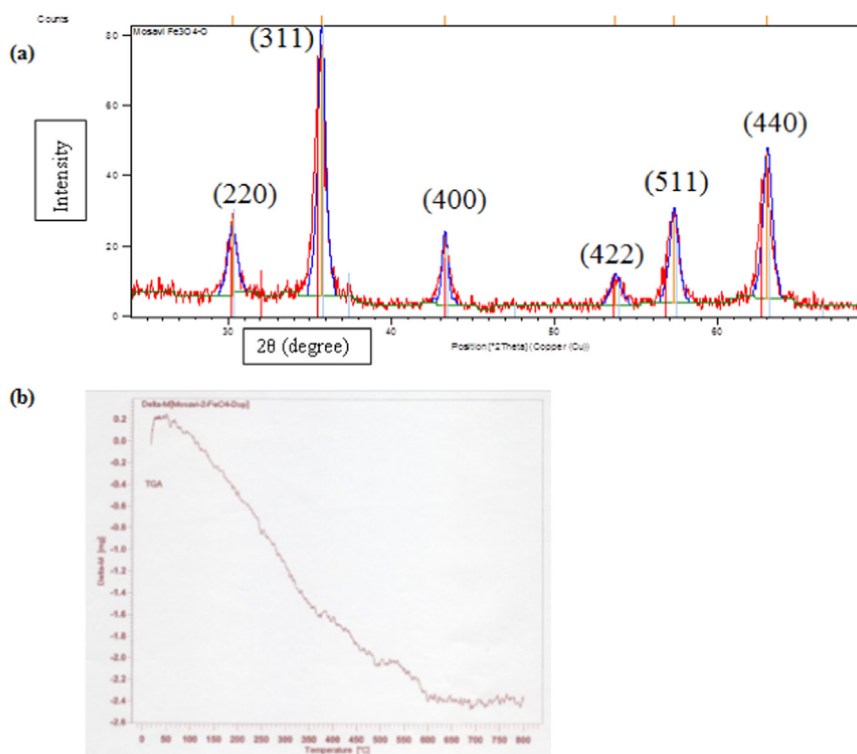 Counts
(a)
Mosavi Fe3O4-D
80
60
40
20
0
Intensity
(220)
(311)
(400)
(422)
(511)
(440)
30
40
50
60
2θ (degree)
Position [°2Theta] (Copper (Cu))
(b)
Delta-M[Mosavi-2-FeO4-Dop]
TGA
0.2
0.0
-0.2
-0.4
-0.6
-0.8
-1.0
-1.2
-1.4
-1.6
-1.8
-2.0
-2.2
-2.4
-2.6
Delta-M [mg]
0 50 100 150 200 250 300 350 400 450 500 550 600 650 700 750 800
Temperature [°C]